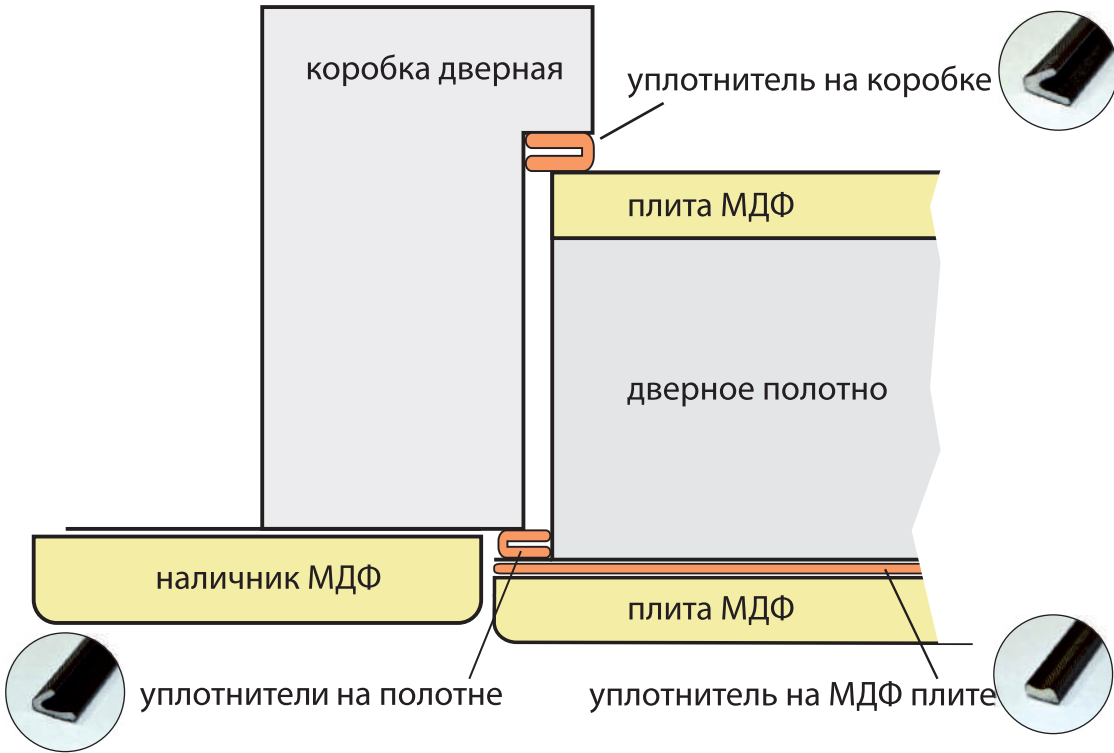 коробка дверная
уплотнитель на коробке
плита МДФ
дверное полотно
наличник МДФ
плита МДФ
уплотнители на полотне
уплотнитель на МДФ плите